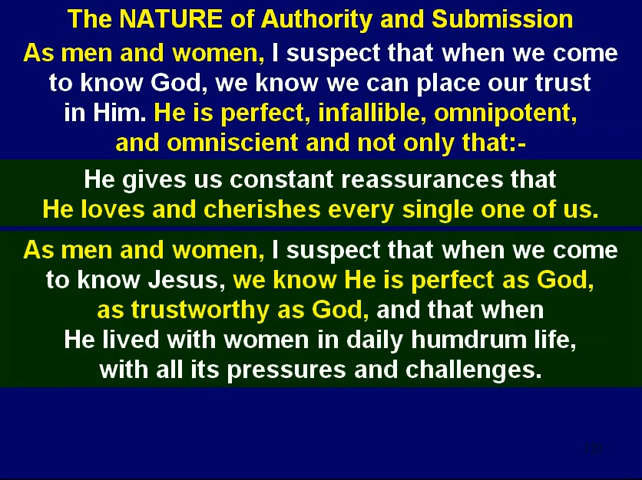 The NATURE of Authority and Submission
As men and women, I suspect that when we come
to know God, we know we can place our trust
in Him. He is perfect, infallible, omnipotent,
and omniscient and not only that:-
He gives us constant reassurances that
He loves and cherishes every single one of us.
As men and women, I suspect that when we come
to know Jesus, we know He is perfect as God,
as trustworthy as God, and that when
He lived with women in daily humdrum life,
with all its pressures and challenges.